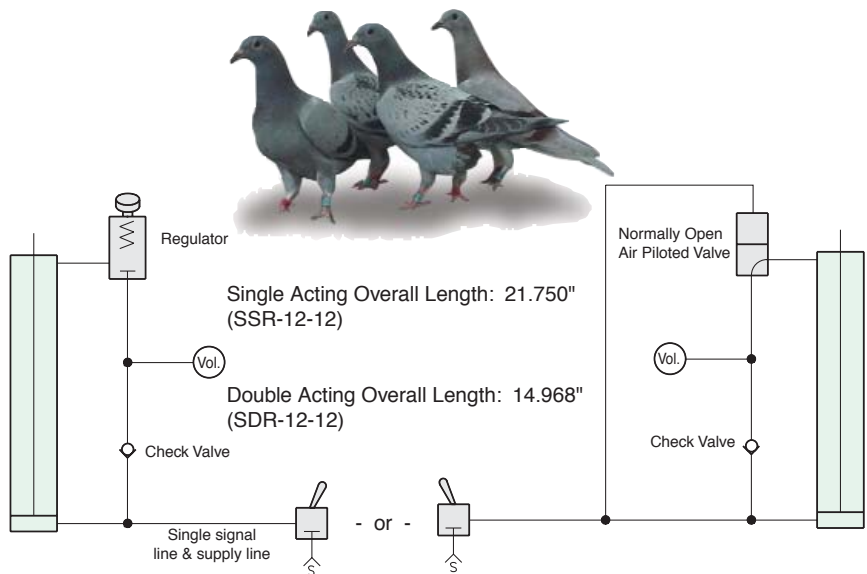 Regulator
Normally Open
Air Piloted Valve
Single Acting Overall Length: 21.750"
(SSR-12-12)
Vol.
Vol.
Double Acting Overall Length: 14.968"
(SDR-12-12)
Check Valve
Check Valve
Single signal
line & supply line
- or -
S
S